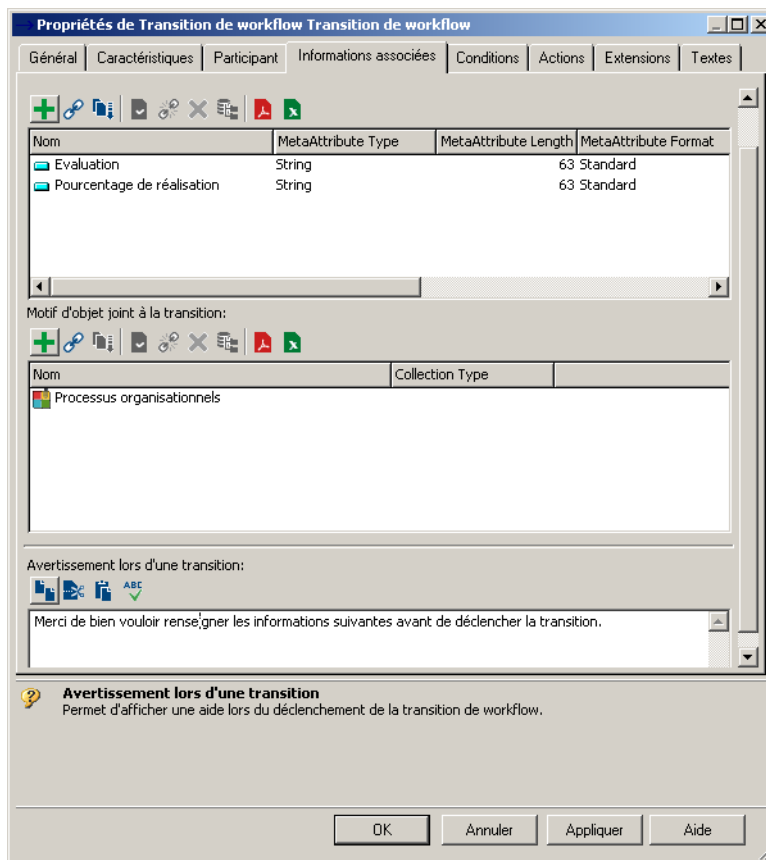 Propriétés de Transition de workflow Transition de workflow
Général Caractéristiques Participant Informations associées Conditions Actions Extensions Textes
Nom MetaAttribute Type MetaAttribute Length MetaAttribute Format
Evaluation String 63 Standard
Pourcentage de réalisation String 63 Standard
Motif d'objet joint à la transition:
Nom Collection Type
Processus organisationnels
Avertissement lors d'une transition:
ABC
Merci de bien vouloir renseigner les informations suivantes avant de déclencher la transition.
Avertissement lors d'une transition
Permet d'afficher une aide lors du déclenchement de la transition de workflow.
OK Annuler Appliquer Aide